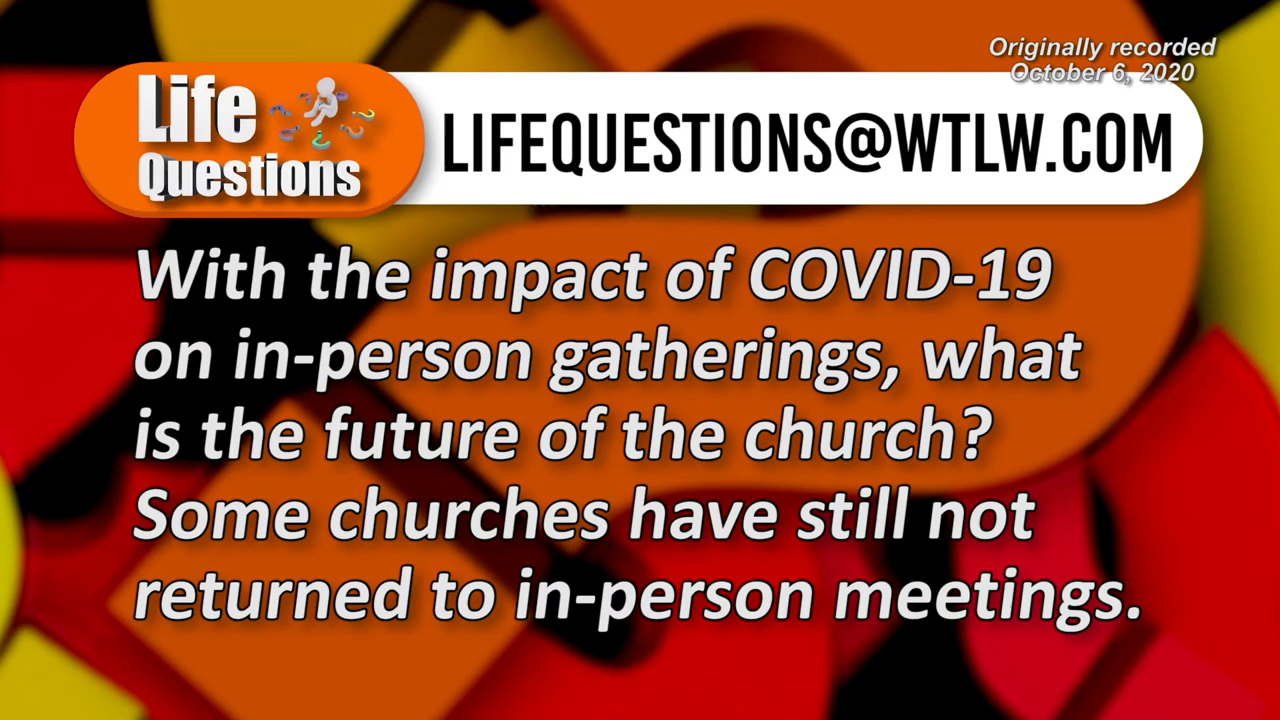 Originally recorded
October 6, 2020
Life
Questions
LIFEQUESTIONS@WTLW.COM
With the impact of COVID-19
on in-person gatherings, what
is the future of the church?
Some churches have still not
returned to in-person meetings.